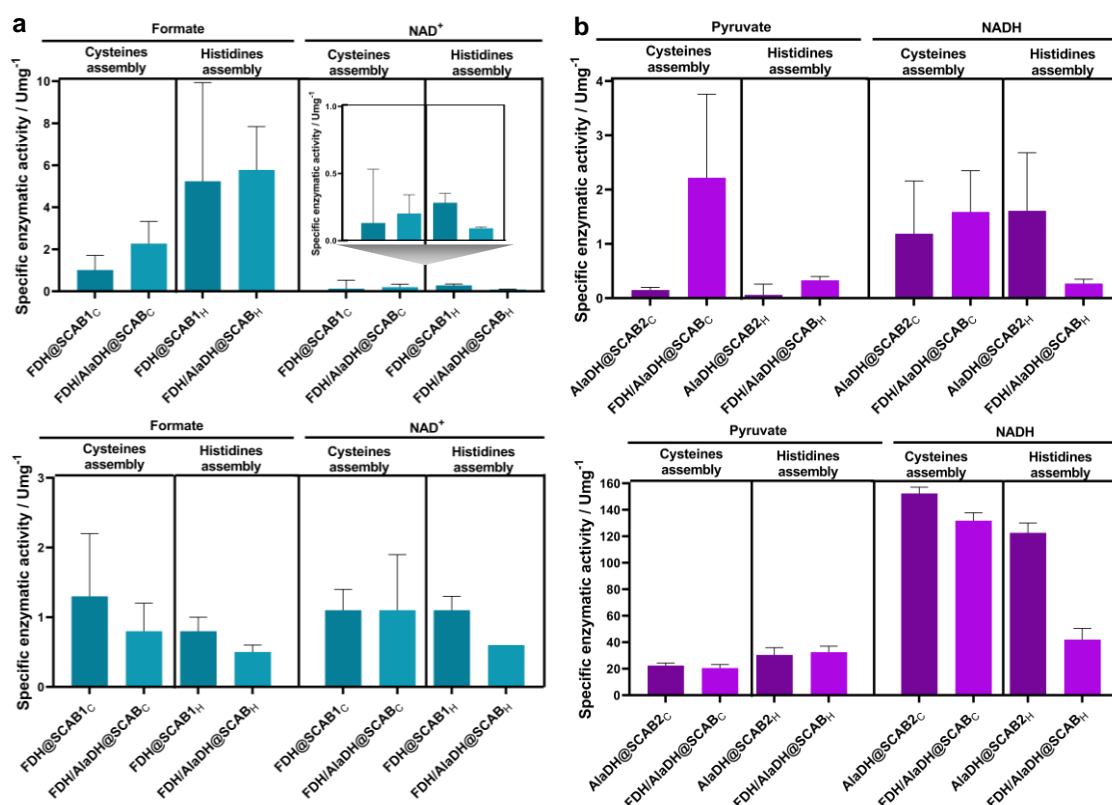 a
Formate
NAD+
Cysteines assembly
Histidines assembly
Cysteines assembly
Histidines assembly
Specific enzymatic activity / Umg-1
10
8
6
4
2
0
Specific enzymatic activity / Umg-1
1.0
0.5
0.0
FDH@SCAB1C
FDH/AlaDH@SCABC
FDH@SCAB1H
FDH/AlaDH@SCABH
FDH@SCAB1C
FDH/AlaDH@SCABC
FDH@SCAB1H
FDH/AlaDH@SCABH
Formate
NAD+
Cysteines assembly
Histidines assembly
Cysteines assembly
Histidines assembly
Specific enzymatic activity / Umg-1
3
2
1
0
FDH@SCAB1C
FDH/AlaDH@SCABC
FDH@SCAB1H
FDH/AlaDH@SCABH
FDH@SCAB1C
FDH/AlaDH@SCABC
FDH@SCAB1H
FDH/AlaDH@SCABH
b
Pyruvate
NADH
Cysteines assembly
Histidines assembly
Cysteines assembly
Histidines assembly
Specific enzymatic activity / Umg-1
4
3
2
1
0
AlaDH@SCAB2C
FDH/AlaDH@SCABC
AlaDH@SCAB2H
FDH/AlaDH@SCABH
AlaDH@SCAB2C
FDH/AlaDH@SCABC
AlaDH@SCAB2H
FDH/AlaDH@SCABH
Pyruvate
NADH
Cysteines assembly
Histidines assembly
Cysteines assembly
Histidines assembly
Specific enzymatic activity / Umg-1
160
140
120
100
80
60
40
20
0
AlaDH@SCAB2C
FDH/AlaDH@SCABC
AlaDH@SCAB2H
FDH/AlaDH@SCABH
AlaDH@SCAB2C
FDH/AlaDH@SCABC
AlaDH@SCAB2H
FDH/AlaDH@SCABH